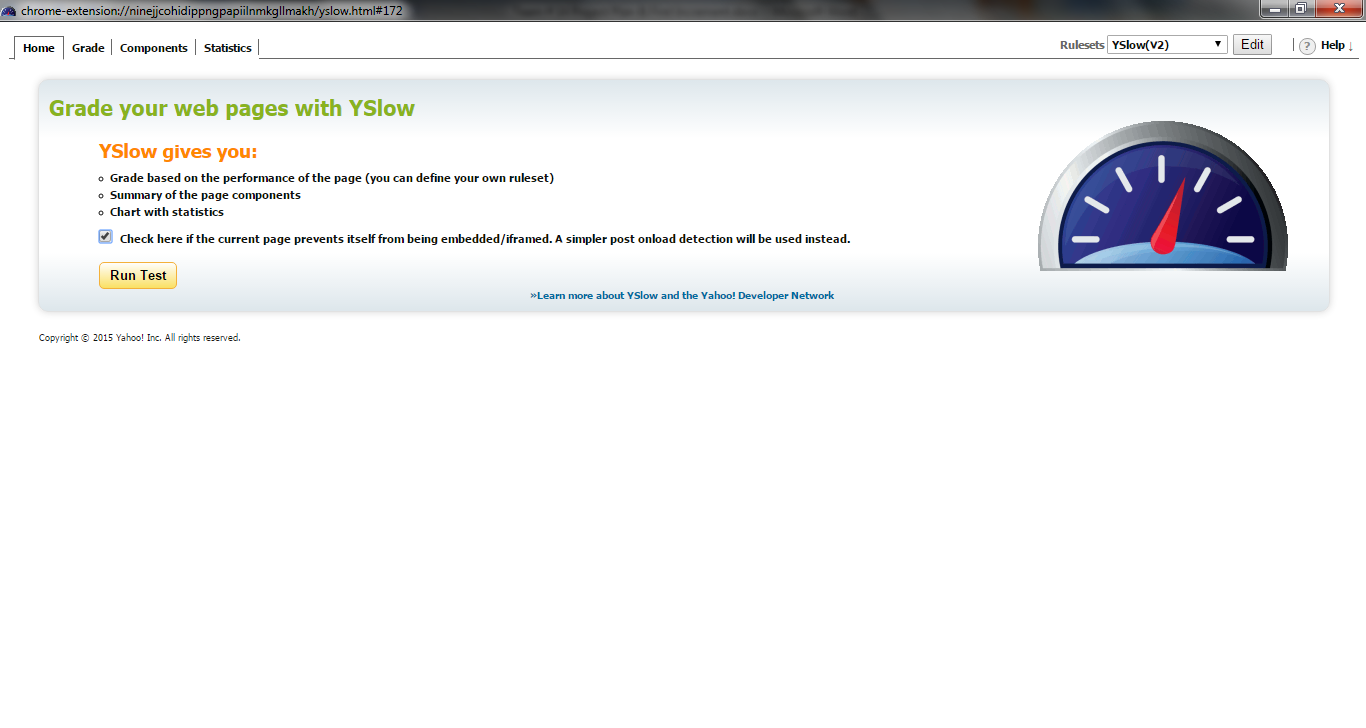 chrome-extension://ninejjcohidippngpapiilnmkgllmakh/yslow.html#172
Home Grade Components Statistics Rulesets YSlow(V2) Edit ? Help ↓
Grade your web pages with YSlow
YSlow gives you:
Grade based on the performance of the page (you can define your own ruleset)
Summary of the page components
Chart with statistics
Check here if the current page prevents itself from being embedded/iframed. A simpler post onload detection will be used instead.
Run Test
»Learn more about YSlow and the Yahoo! Developer Network
Copyright © 2015 Yahoo! Inc. All rights reserved.